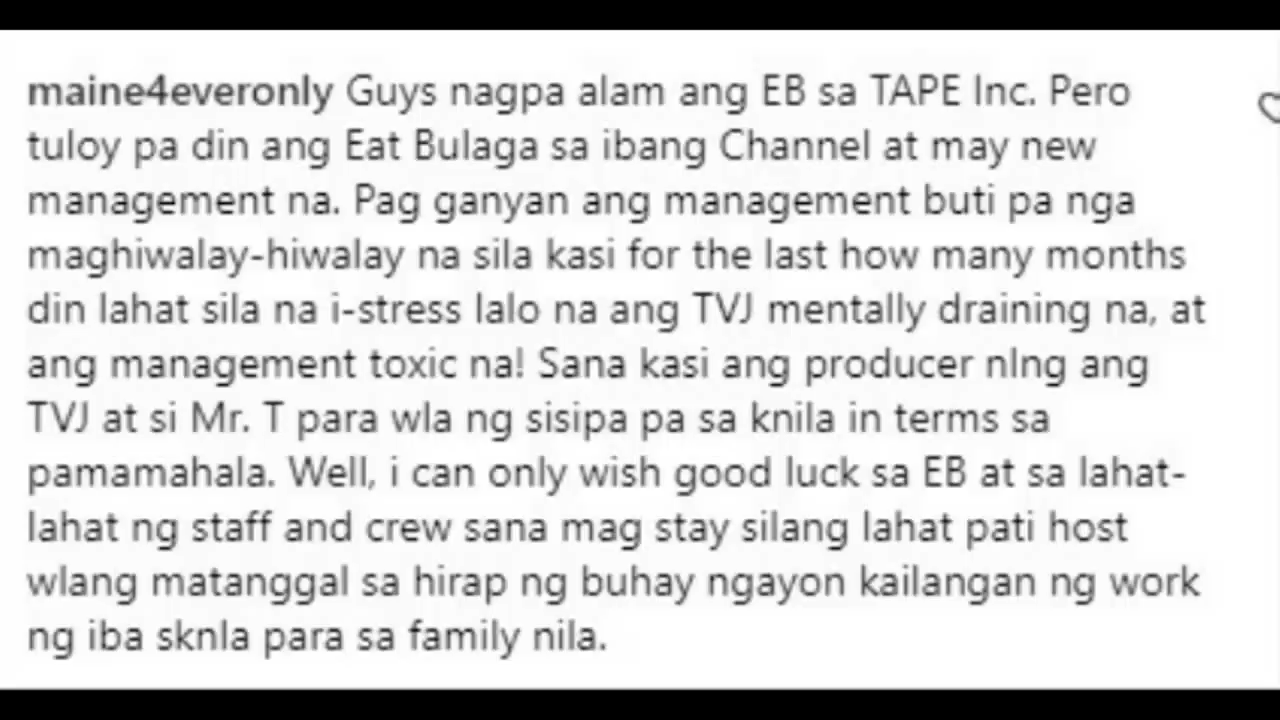 maine4everonly Guys nagpa alam ang EB sa TAPE Inc. Pero
tuloy pa din ang Eat Bulaga sa ibang Channel at may new
management na. Pag ganyan ang management buti pa nga
maghiwalay-hiwalay na sila kasi for the last how many months
din lahat sila na i-stress lalo na ang TVJ mentally draining na, at
ang management toxic na! Sana kasi ang producer nlng ang
TVJ at si Mr. T para wla ng sisipa pa sa knila in terms sa
pamamahala. Well, i can only wish good luck sa EB at sa lahat-
lahat ng staff and crew sana mag stay silang lahat pati host
wlang matanggal sa hirap ng buhay ngayon kailangan ng work
ng iba sknla para sa family nila.